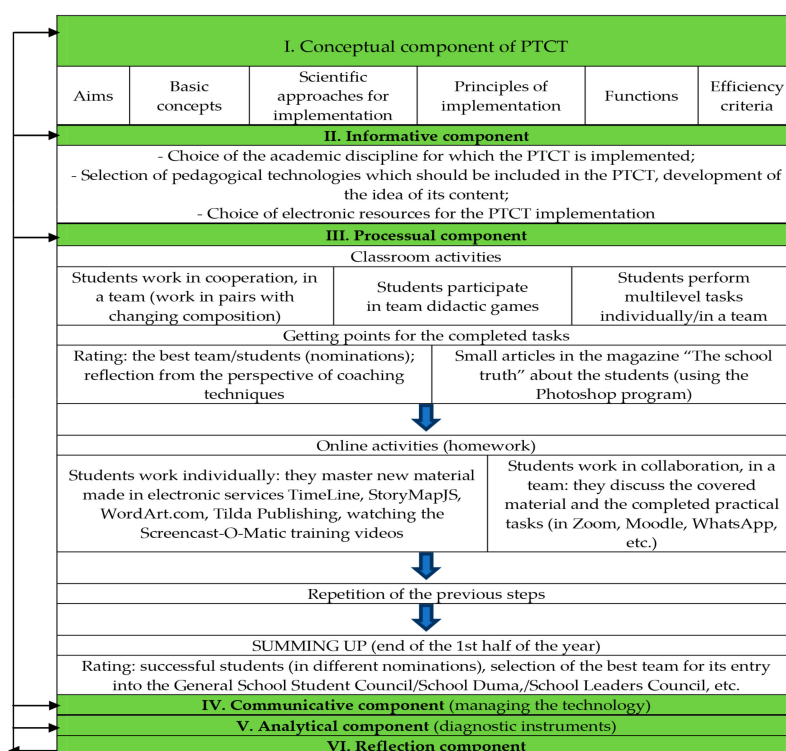 I. Conceptual component of PTCT
Aims
Basic
concepts
Scientific
approaches for
implementation
Principles of
implementation
Functions
Efficiency
criteria
II. Informative component
- Choice of the academic discipline for which the PTCT is implemented;
- Selection of pedagogical technologies which should be included in the PTCT, development of
the idea of its content;
- Choice of electronic resources for the PTCT implementation
III. Processual component
Classroom activities
Students work in cooperation, in
a team (work in pairs with
changing composition)
Students participate
in team didactic games
Students perform
multilevel tasks
individually/in a team
Getting points for the completed tasks
Rating: the best team/students (nominations);
reflection from the perspective of coaching
techniques
Small articles in the magazine “The school
truth” about the students (using the
Photoshop program)
Online activities (homework)
Students work individually: they master new material
made in electronic services TimeLine, StoryMapJS,
WordArt.com, Tilda Publishing, watching the
Screencast-O-Matic training videos
Students work in collaboration, in a
team: they discuss the covered
material and the completed practical
tasks (in Zoom, Moodle, WhatsApp,
etc.)
Repetition of the previous steps
SUMMING UP (end of the 1st half of the year)
Rating: successful students (in different nominations), selection of the best team for its entry
into the General School Student Council/School Duma,/School Leaders Council, etc.
IV. Communicative component (managing the technology)
V. Analytical component (diagnostic instruments)
VI. Reflection component